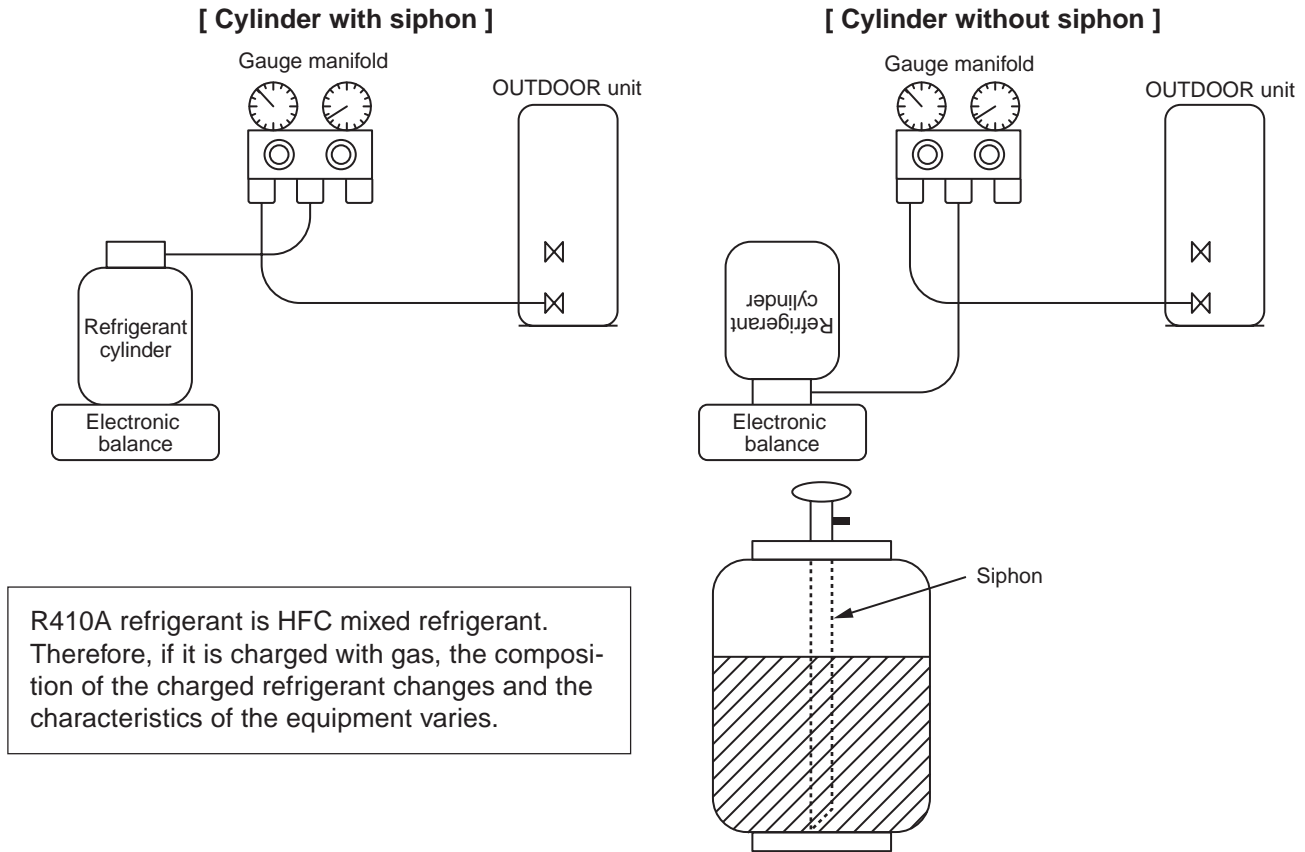 [ Cylinder with siphon ]
Gauge manifold
OUTDOOR unit
Refrigerant
cylinder
Electronic
balance
[ Cylinder without siphon ]
Gauge manifold
OUTDOOR unit
Refrigerant
cylinder
Electronic
balance
Siphon
R410A refrigerant is HFC mixed refrigerant.
Therefore, if it is charged with gas, the composi-
tion of the charged refrigerant changes and the
characteristics of the equipment varies.